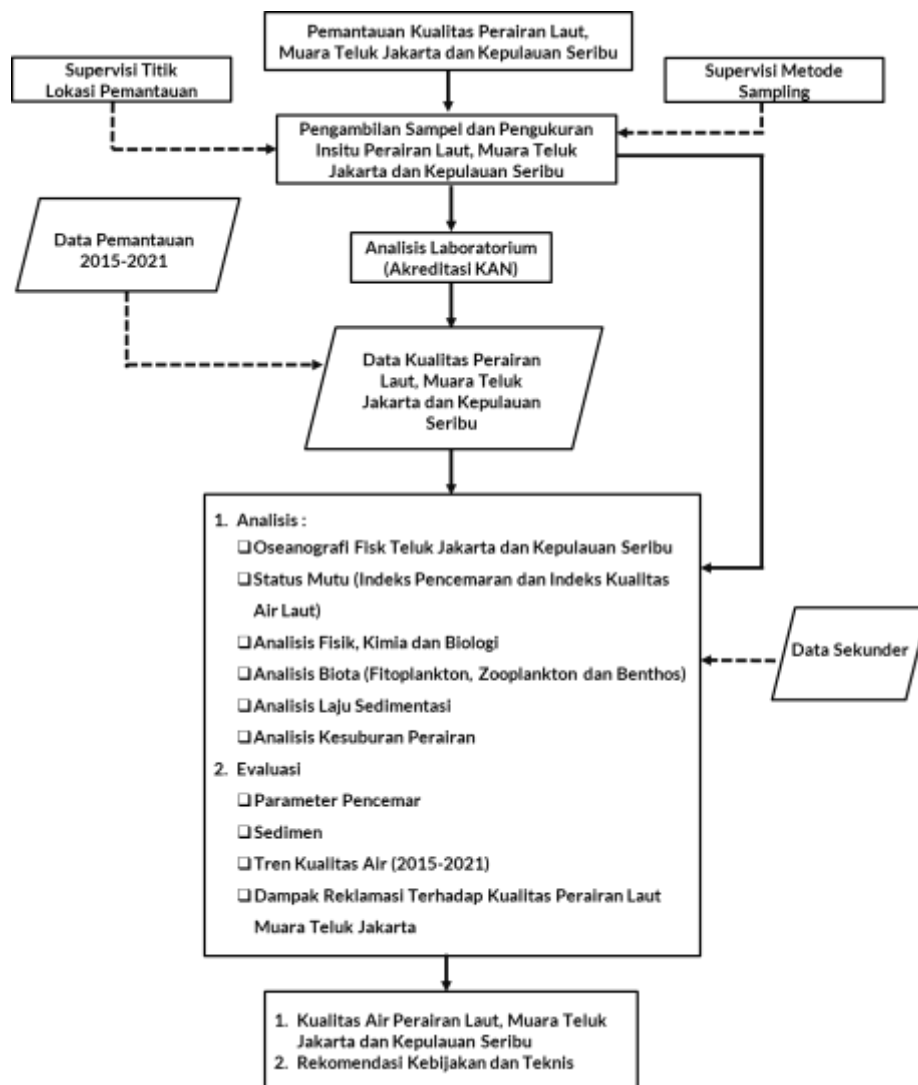 Pemantauan Kualitas Perairan Laut,
Muara Teluk Jakarta dan Kepulauan Seribu
Supervisi Titik
Lokasi Pemantauan
Supervisi Metode
Sampling
Pengambilan Sampel dan Pengukuran
Insitu Perairan Laut, Muara Teluk
Jakarta dan Kepulauan Seribu
Data Pemantauan
2015-2021
Analisis Laboratorium
(Akreditasi KAN)
Data Kualitas Perairan
Laut, Muara Teluk
Jakarta dan Kepulauan
Seribu
1. Analisis :
❑Oseanografi Fisk Teluk Jakarta dan Kepulauan Seribu
❑Status Mutu (Indeks Pencemaran dan Indeks Kualitas
Air Laut)
❑Analisis Fisik, Kimia dan Biologi
❑Analisis Biota (Fitoplankton, Zooplankton dan Benthos)
❑Analisis Laju Sedimentasi
❑Analisis Kesuburan Perairan
2. Evaluasi
❑Parameter Pencemar
❑Sedimen
❑Tren Kualitas Air (2015-2021)
❑Dampak Reklamasi Terhadap Kualitas Perairan Laut
Muara Teluk Jakarta
Data Sekunder
1. Kualitas Air Perairan Laut, Muara Teluk
Jakarta dan Kepulauan Seribu
2. Rekomendasi Kebijakan dan Teknis